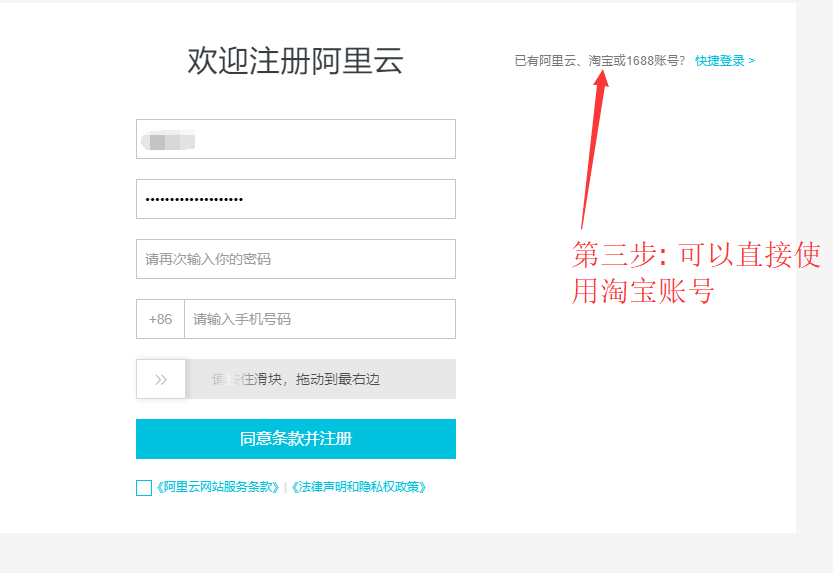 欢迎注册阿里云
已有阿里云、淘宝或1688账号? 快捷登录 >
••••••••••••••••••••
请再次输入你的密码
+86 请输入手机号码
请按住滑块，拖动到最右边
同意条款并注册
《阿里云网站服务条款》 | 《法律声明和隐私权政策》
第三步: 可以直接使
用淘宝账号